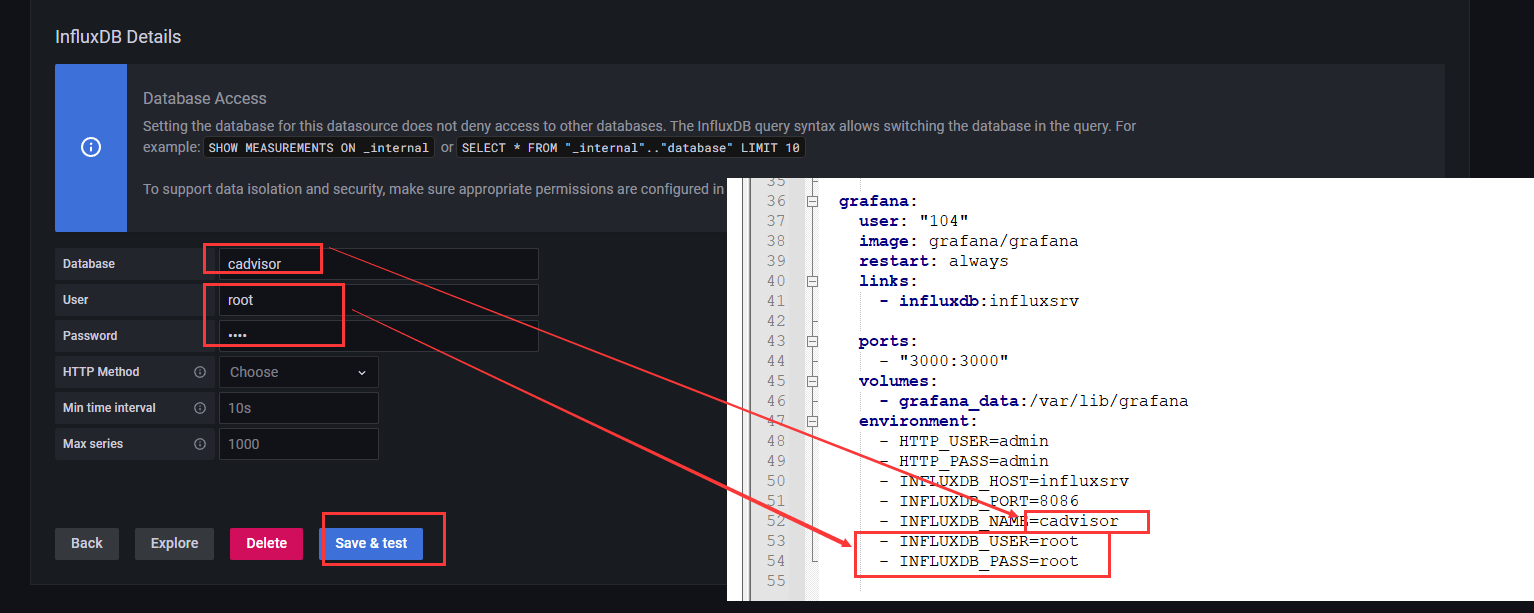 InfluxDB Details
Database Access
Setting the database for this datasource does not deny access to other databases. The InfluxDB query syntax allows switching the database in the query. For
example: SHOW MEASUREMENTS ON _internal or SELECT * FROM "_internal".."database" LIMIT 10
To support data isolation and security, make sure appropriate permissions are configured in
Database cadvisor
User root
Password ••••
HTTP Method Choose
Min time interval 10s
Max series 1000
Back Explore Delete Save & test
35
36 grafana:
37 user: "104"
38 image: grafana/grafana
39 restart: always
40 links:
41 - influxdb:influxsrv
42
43 ports:
44 - "3000:3000"
45 volumes:
46 - grafana_data:/var/lib/grafana
47 environment:
48 - HTTP_USER=admin
49 - HTTP_PASS=admin
50 - INFLUXDB_HOST=influxsrv
51 - INFLUXDB_PORT=8086
52 - INFLUXDB_NAME=cadvisor
53 - INFLUXDB_USER=root
54 - INFLUXDB_PASS=root
55